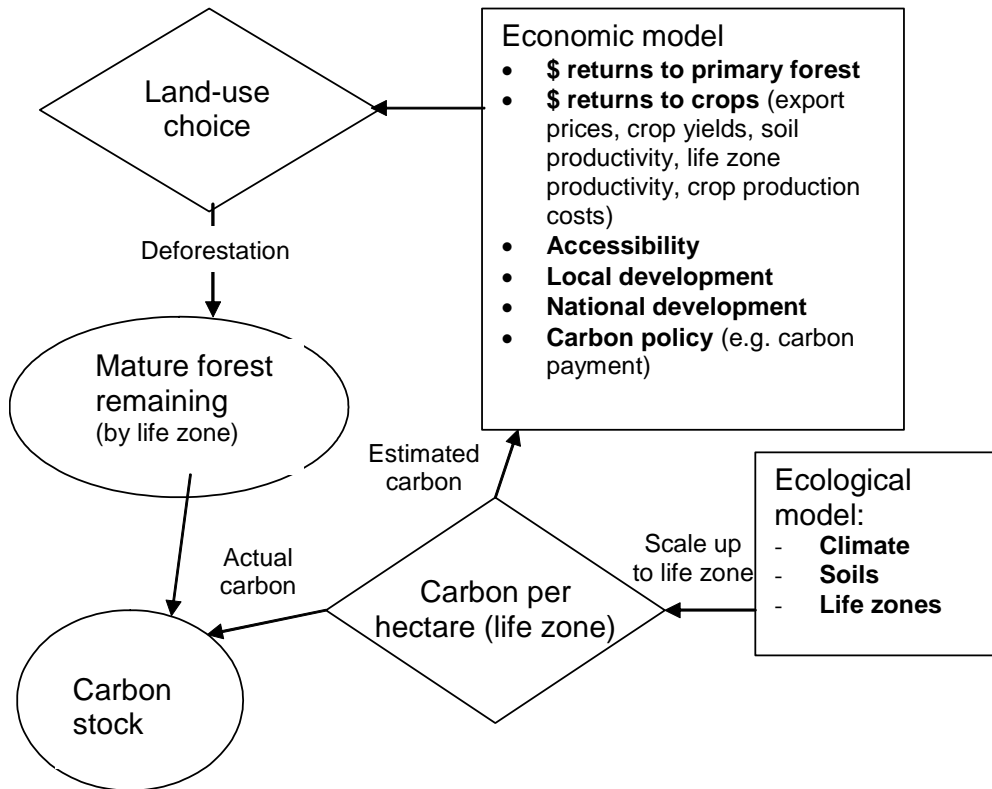 Land-use
choice
Economic model
• $ returns to primary forest
• $ returns to crops (export
prices, crop yields, soil
productivity, life zone
productivity, crop production
costs)
• Accessibility
• Local development
• National development
• Carbon policy (e.g. carbon
payment)
Deforestation
Mature forest
remaining
(by life zone)
Estimated
carbon
Ecological
model:
- Climate
- Soils
- Life zones
Scale up
to life zone
Actual
carbon
Carbon per
hectare (life zone)
Carbon
stock